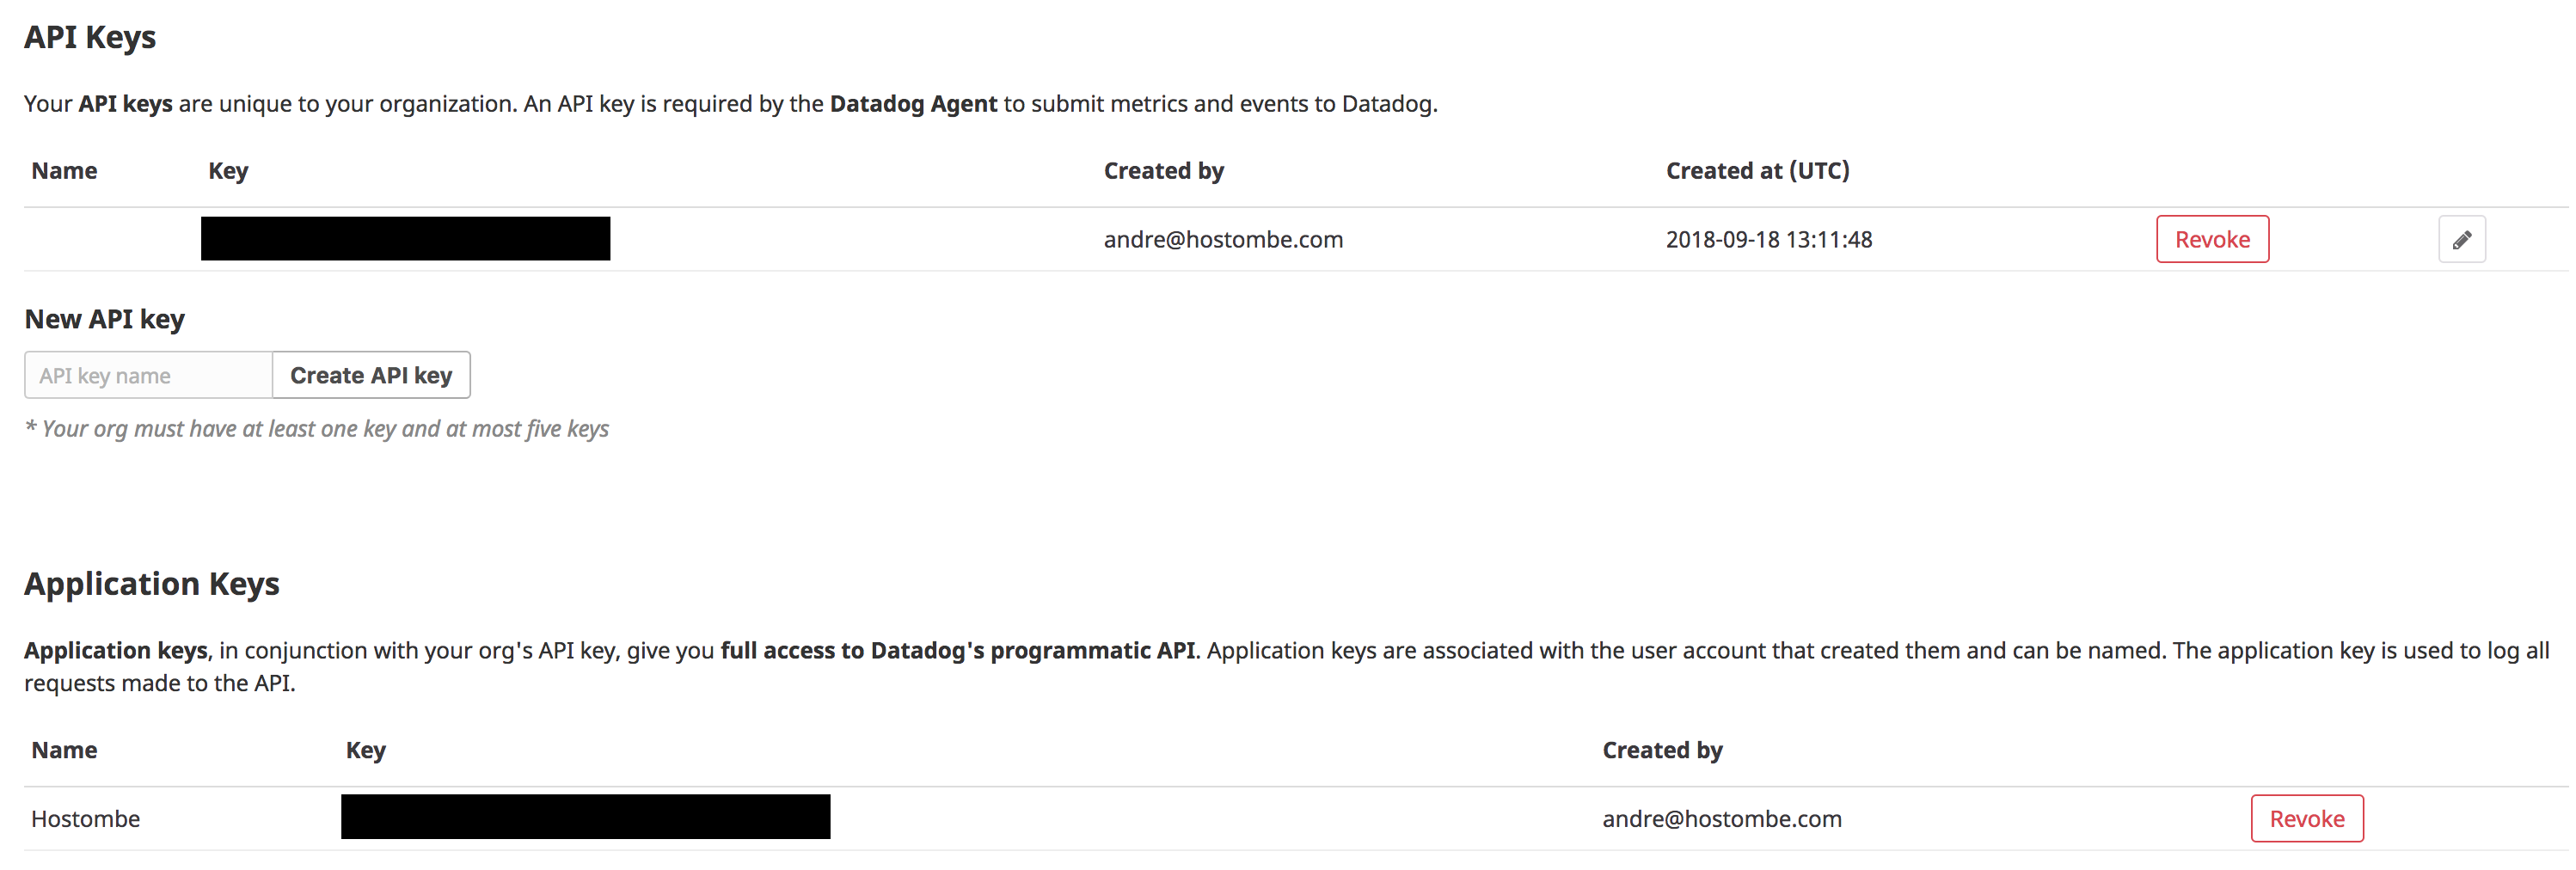 API Keys
Your API keys are unique to your organization. An API key is required by the Datadog Agent to submit metrics and events to Datadog.
Name Key Created by Created at (UTC)
andre@hostombe.com 2018-09-18 13:11:48 Revoke
New API key
API key name Create API key
* Your org must have at least one key and at most five keys
Application Keys
Application keys, in conjunction with your org's API key, give you full access to Datadog's programmatic API. Application keys are associated with the user account that created them and can be named. The application key is used to log all
requests made to the API.
Name Key Created by
Hostombe andre@hostombe.com Revoke